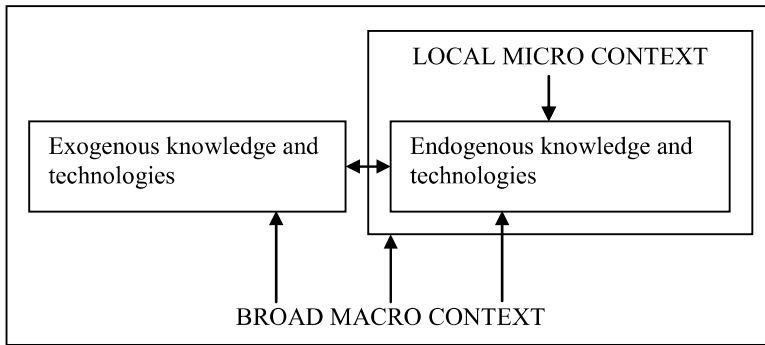 LOCAL MICRO CONTEXT
Exogenous knowledge and
technologies
Endogenous knowledge and
technologies
BROAD MACRO CONTEXT